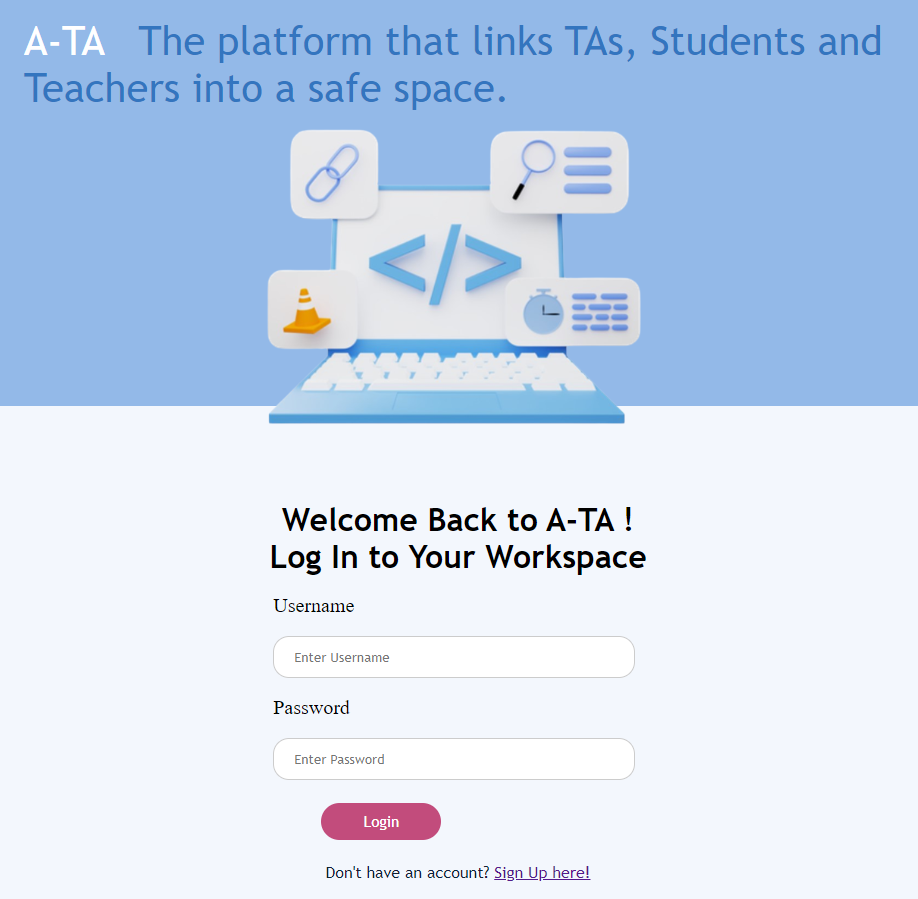 A-TA The platform that links TAs, Students and
Teachers into a safe space.
</>
Welcome Back to A-TA !
Log In to Your Workspace
Username
Enter Username
Password
Enter Password
Login
Don't have an account? Sign Up here!